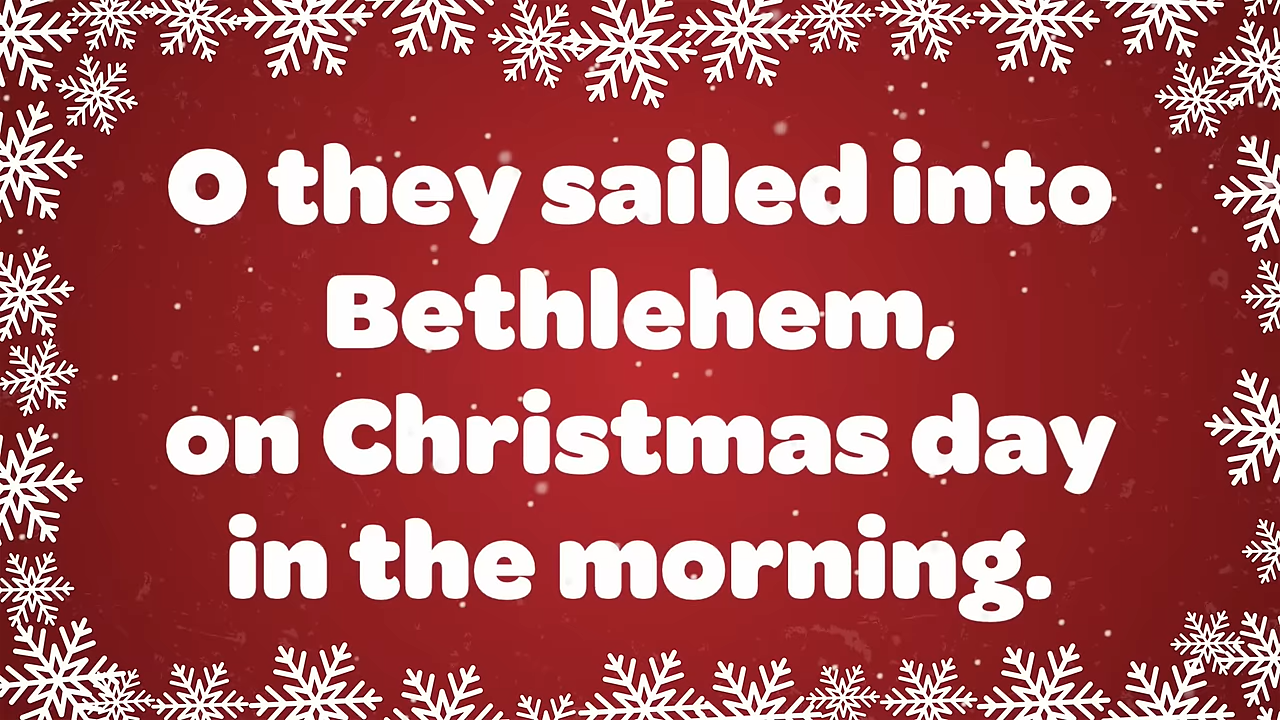 O they sailed into
Bethlehem,
on Christmas day
in the morning.